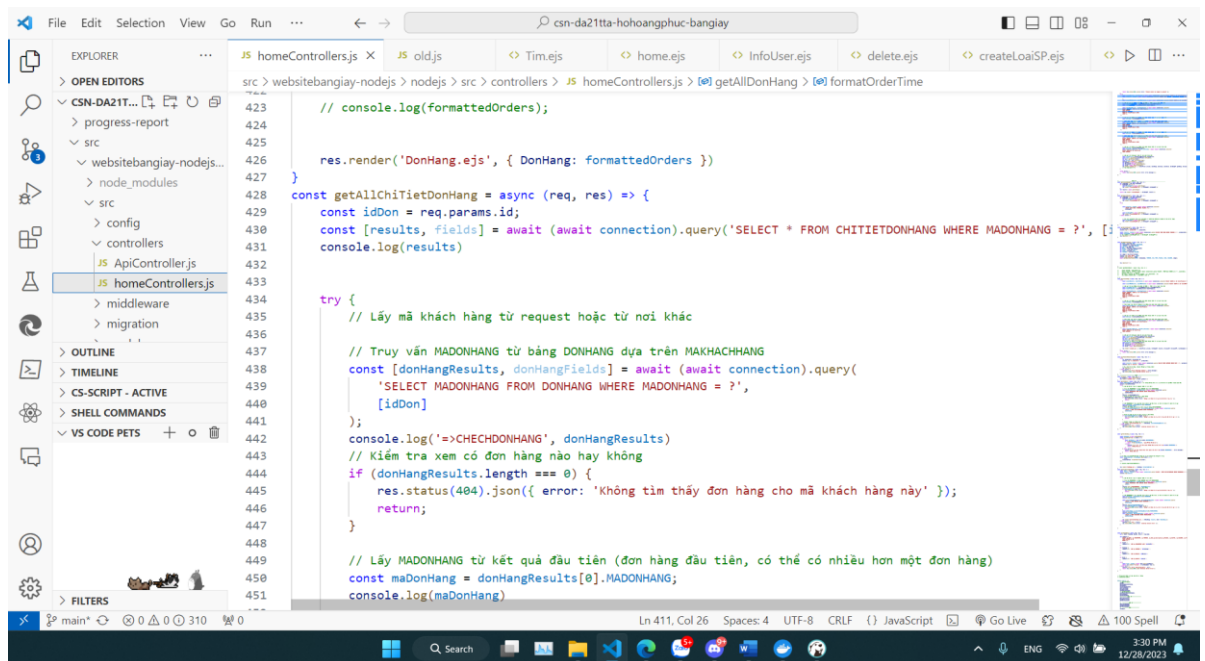 File Edit Selection View Go Run ··· csn-da21tta-hohoangphuc-bangiay
EXPLORER ···
OPEN EDITORS
CSN-DA21T...
progress-report
src
websitebangiay-nodejs...
node_modules
src
config
controllers
JS ApiController.js
JS homeControllers.js
middleware
migration
OUTLINE
TIMELINE
CS-SCRIPT - ACTIVE
SHELL COMMANDS
VS CODE PETS
FILTERS
3
JS homeControllers.js JS old.js <> Tim.ejs <> home.ejs <> InfoUser.ejs <> delete.ejs <> createLoaiSP.ejs
src > websitebangiay-nodejs > nodejs > src > controllers > JS homeControllers.js > getAllDonHang > formatOrderTime
423 // console.log(formattedOrders);
424
425
426 res.render('DonHang.ejs', { DonHang: formattedOrders })
427 }
428 const getAllChiTietDonHang = async (req, res) => {
429 const idDon = req.params.id;
430 const [results, fields] = await (await connection).query('SELECT * FROM CHITIETDONHANG WHERE MADONHANG = ?', [i
431 console.log(results)
432
433
434 try {
435 // Lấy mã khách hàng từ request hoặc từ nơi khác
436
437 // Truy vấn MADONHANG từ bảng DONHANG dựa trên MAKHACHHANG
438 const [donHangResults, donHangFields] = await (await connection).query(
439 'SELECT MADONHANG FROM DONHANG WHERE MADONHANG = ?',
440 [idDon]
441 );
442 console.log('=>CHECHDONHANG', donHangResults)
443 // Kiểm tra xem có đơn hàng nào hay không
444 if (donHangResults.length === 0) {
445 res.status(404).json({ error: 'Không tìm thấy đơn hàng cho mã khách hàng này' });
446 return;
447 }
448
449 // Lấy MADONHANG từ kết quả đầu tiên (đơn hàng đầu tiên, có thể có nhiều hơn một đơn hàng)
450 const maDonHang = donHangResults[0].MADONHANG;
451 console.log(maDonHang)
main* 0 0 310 0 Ln 411, Col 26 Spaces: 4 UTF-8 CRLF {} JavaScript Go Live 100 Spell
Search 5+ ENG 3:30 PM
12/28/2023